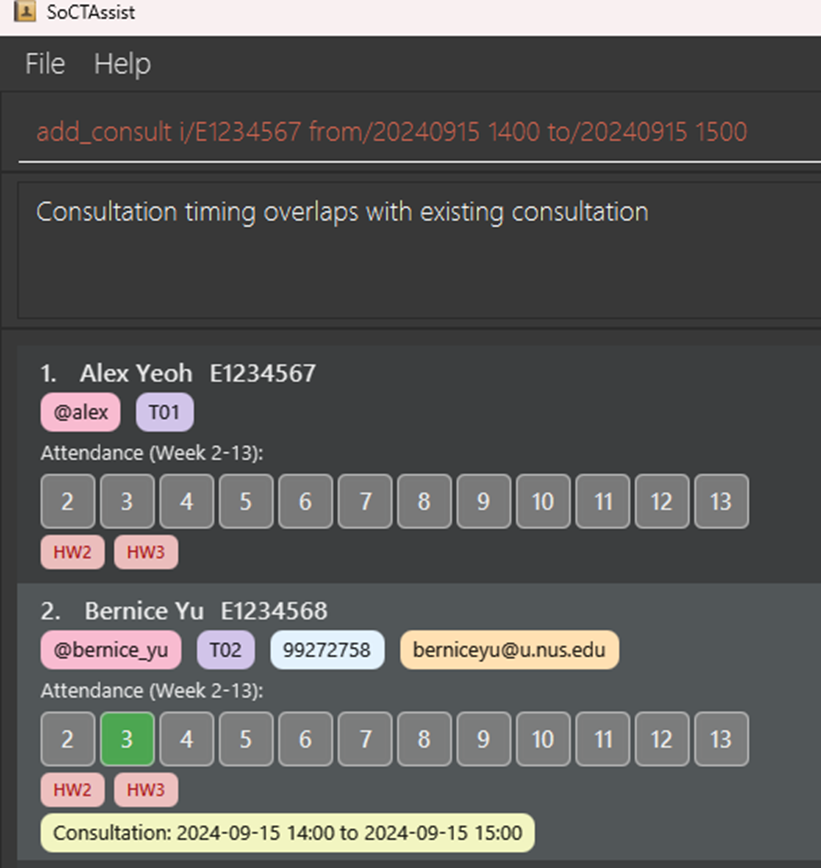 SoCTAssist
File Help
add_consult i/E1234567 from/20240915 1400 to/20240915 1500
Consultation timing overlaps with existing consultation
1. Alex Yeoh E1234567
@alex T01
Attendance (Week 2-13):
2 3 4 5 6 7 8 9 10 11 12 13
HW2 HW3
2. Bernice Yu E1234568
@bernice_yu T02 99272758 berniceyu@u.nus.edu
Attendance (Week 2-13):
2 3 4 5 6 7 8 9 10 11 12 13
HW2 HW3
Consultation: 2024-09-15 14:00 to 2024-09-15 15:00